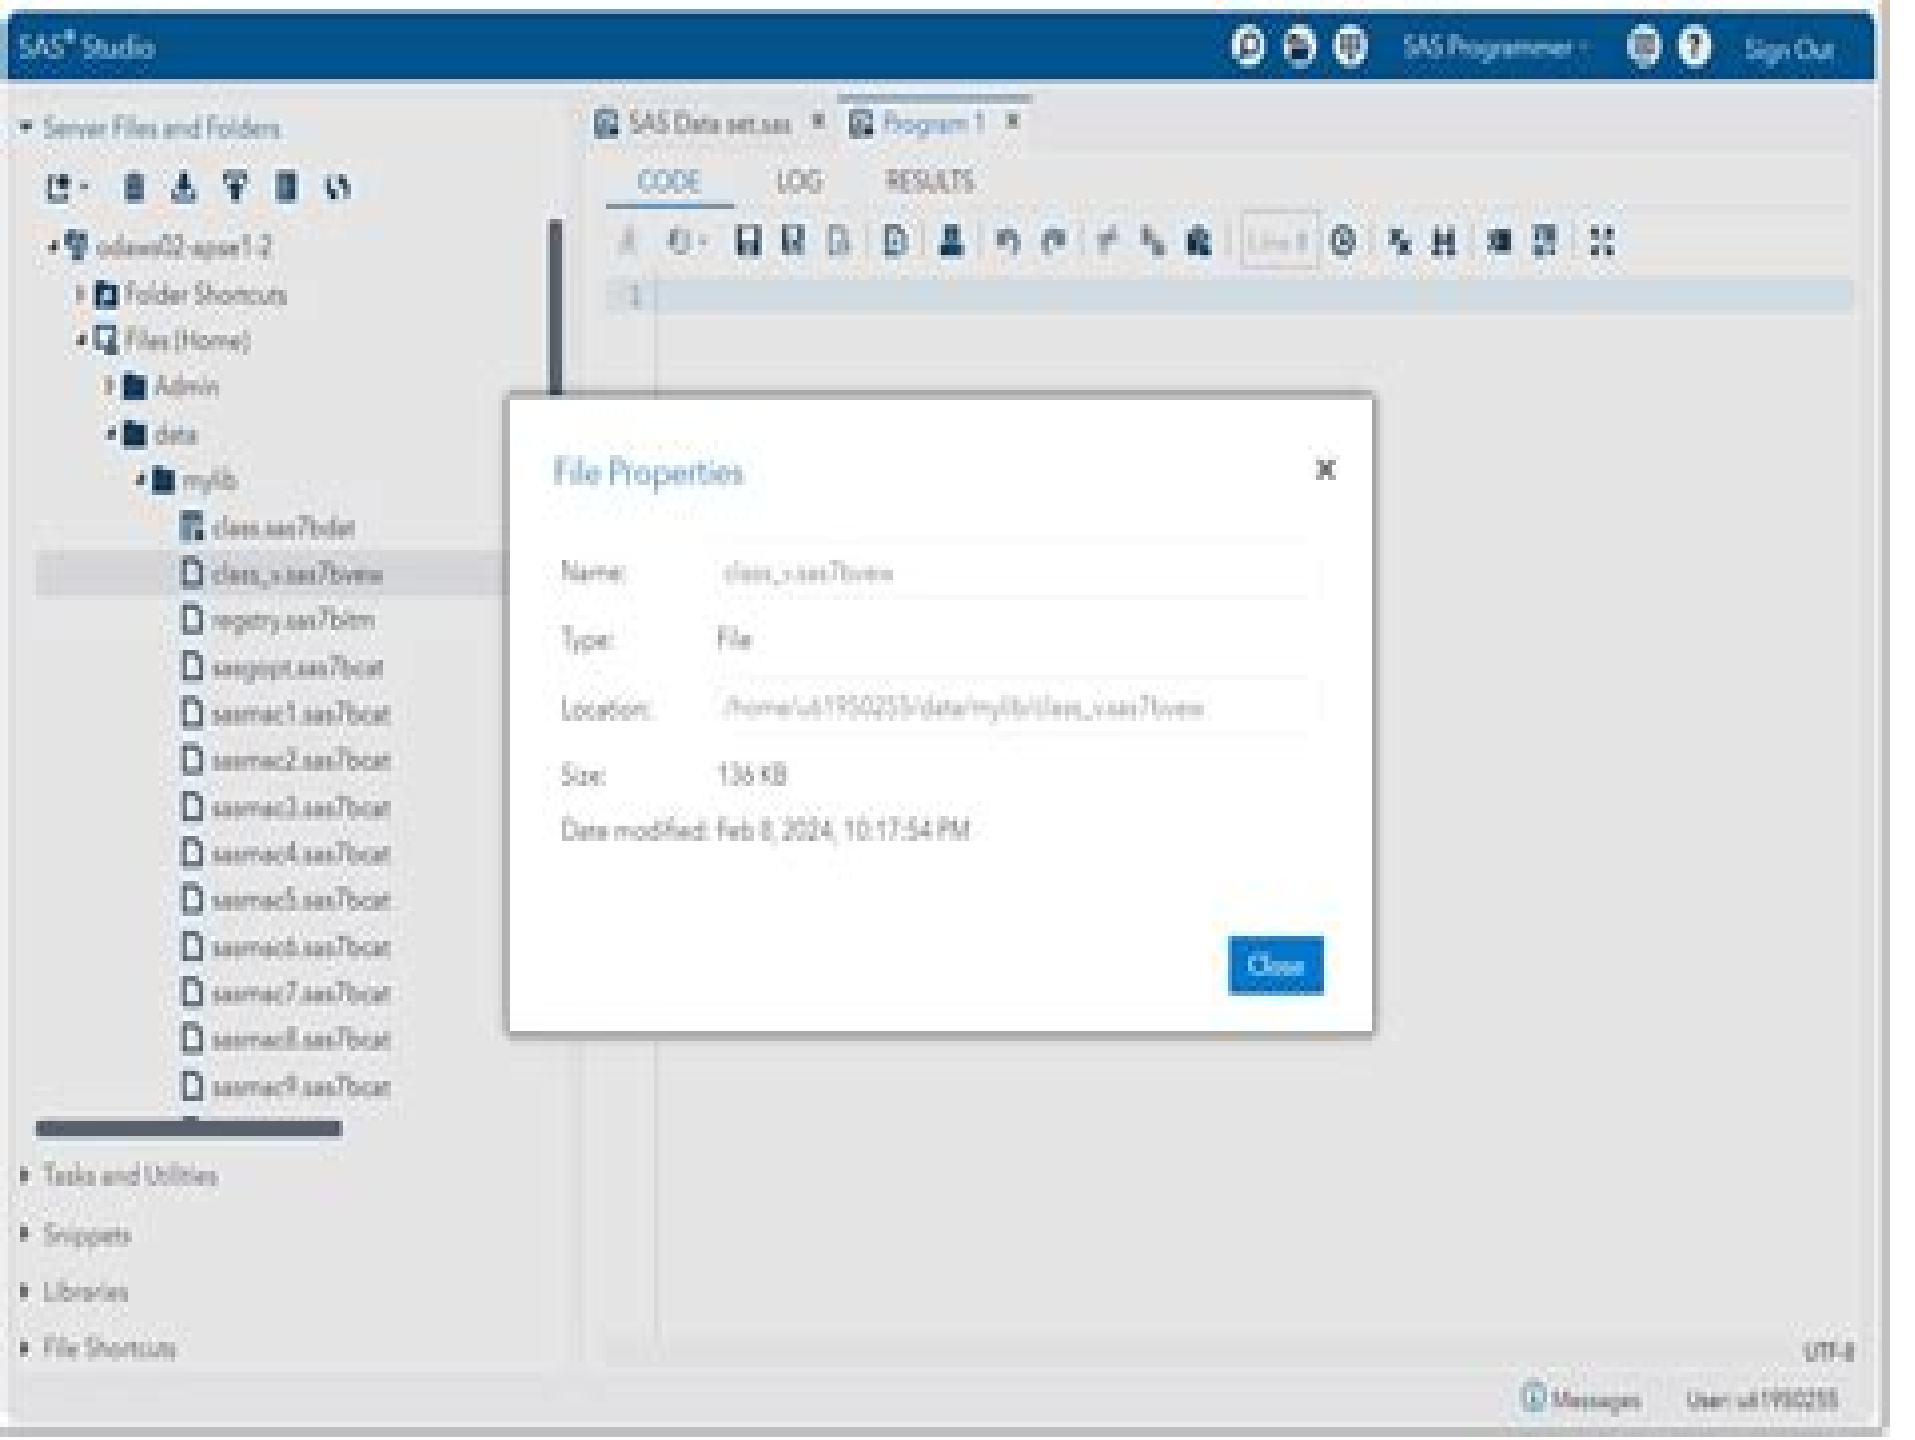 SAS® Studio
SAS Programmer
Sign Out
Server Files and Folders
SAS Data set.sas
Program 1
CODE
LOG
RESULTS
odaws02-apse1-2
Folder Shortcuts
Files (Home)
1
Admin
data
mylib
class.sas7bdat
class_v.sas7bvew
registry.sas7bitm
sasgopt.sas7bcat
sasmac1.sas7bcat
sasmac2.sas7bcat
sasmac3.sas7bcat
sasmac4.sas7bcat
sasmac5.sas7bcat
sasmac6.sas7bcat
sasmac7.sas7bcat
sasmac8.sas7bcat
sasmac9.sas7bcat
File Properties
X
Name: class_v.sas7bvew
Type: File
Location:
Size: 136 KB
Date modified: Feb 8, 2024, 10:17:54 PM
Close
Tasks and Utilities
Snippets
Libraries
File Shortcuts
UTF-8
Messages
User: